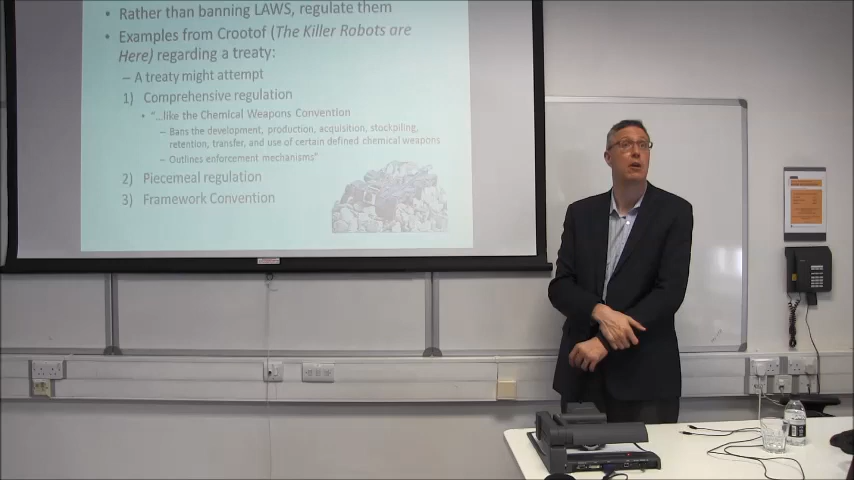 • Rather than banning LAWS, regulate them
• Examples from Crootof (The Killer Robots are
Here) regarding a treaty:
– A treaty might attempt
1) Comprehensive regulation
• "...like the Chemical Weapons Convention
– Bans the development, production, acquisition, stockpiling,
retention, transfer, and use of certain defined chemical weapons
– Outlines enforcement mechanisms"
2) Piecemeal regulation
3) Framework Convention